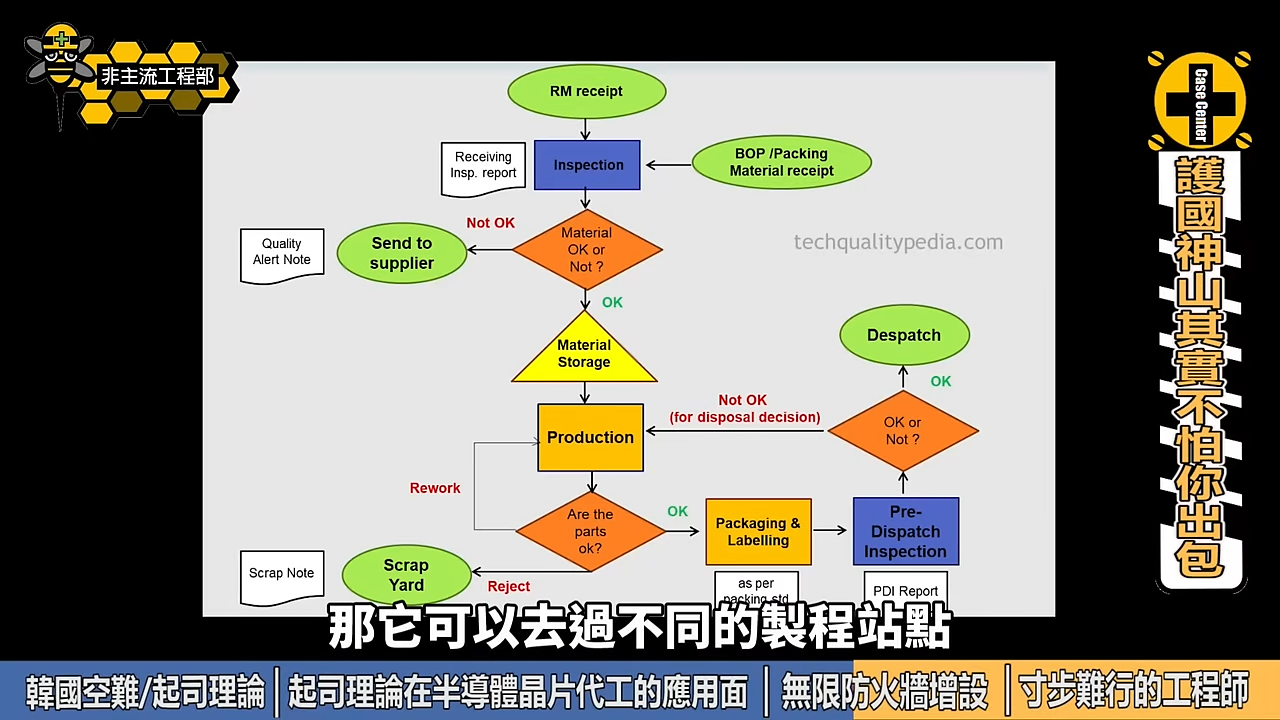 非主流工程部
Case Center
護國神山其實不怕你出包
RM receipt
Receiving
Insp. report
Inspection
BOP /Packing
Material receipt
Quality
Alert Note
Send to
supplier
Not OK
Material
OK or
Not ?
techqualitypedia.com
OK
Material
Storage
Despatch
OK
Not OK
(for disposal decision)
OK or
Not ?
Production
Rework
Are the
parts
ok?
OK
Packaging &
Labelling
Pre-
Dispatch
Inspection
Scrap Note
Scrap
Yard
Reject
as per
packing std
PDI Report
那它可以去過不同的製程站點
韓國空難/起司理論│起司理論在半導體晶片代工的應用面│無限防火牆增設│寸步難行的工程師